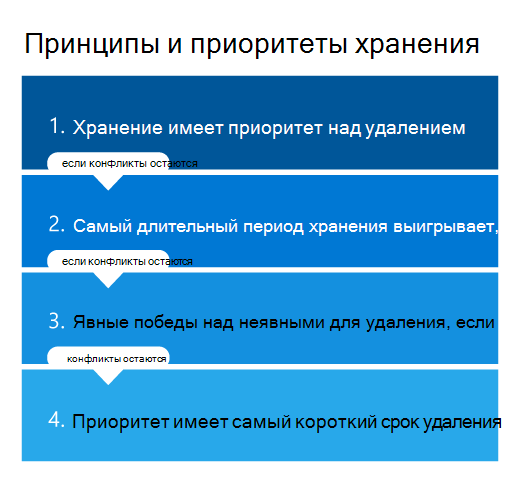 Принципы и приоритеты хранения
1. Хранение имеет приоритет над удалением
если конфликты остаются
2. Самый длительный период хранения выигрывает,
если конфликты остаются
3. Явные победы над неявными для удаления, если
конфликты остаются
4. Приоритет имеет самый короткий срок удаления